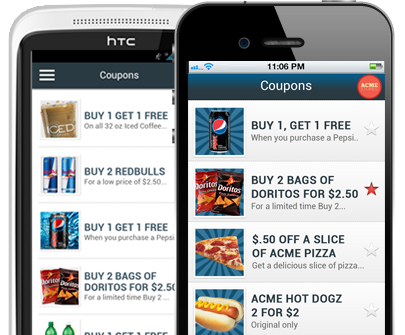 htc
Coupons
BUY 1 GET 1 FREE
On all 32 oz Iced Coffee...
ICED
BUY 2 REDBULLS
For a low price of $2.50...
BUY 1 GET 1 FREE
When you purchase a Pepsi
BUY 2 BAGS OF
DORITOS FOR $2.50
For a limited time Buy 2...
11:06 PM
Coupons
ACME
BUY 1, GET 1 FREE
When you purchase a Pepsi..
pepsi
BUY 2 BAGS OF
DORITOS FOR $2.50
For a limited time Buy 2...
Doritos Doritos
$.50 OFF A SLICE
OF ACME PIZZA
Get a delicious slice of pizza...
ACME HOT DOGZ
2 FOR $2
Original only